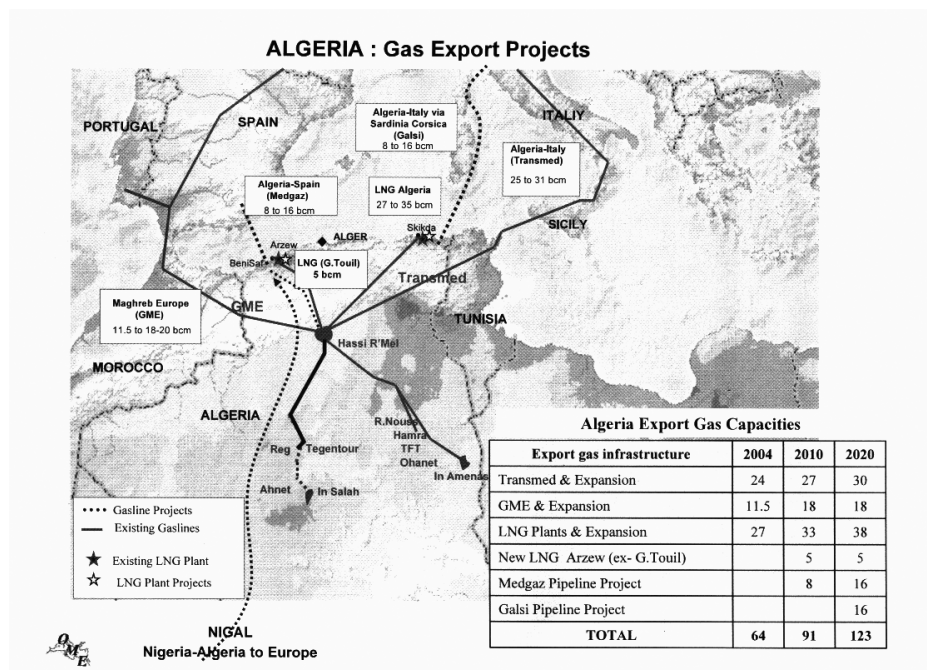 ALGERIA : Gas Export Projects
PORTUGAL
SPAIN
ITALIY
Algeria-Italy via
Sardinia Corsica
(Galsi)
8 to 16 bcm
Algeria-Italy
(Transmed)
25 to 31 bcm
Algeria-Spain
(Medgaz)
8 to 16 bcm
LNG Algeria
27 to 35 bcm
SICILY
Skikda
ALGER
Arzew
BeniSaf
LNG (G.Touil)
5 bcm
Transmed
Maghreb Europe
(GME)
11.5 to 18-20 bcm
GME
TUNISIA
Hassi R'Mel
MOROCCO
ALGERIA
R.Nouss
Hamra
TFT
Ohanet
In Amenas
Reg
Tegentour
Ahnet
In Salah
Gasline Projects
Existing Gaslines
Existing LNG Plant
LNG Plant Projects
Algeria Export Gas Capacities
Export gas infrastructure 2004 2010 2020
Transmed & Expansion 24 27 30
GME & Expansion 11.5 18 18
LNG Plants & Expansion 27 33 38
New LNG Arzew (ex- G.Touil) 5 5
Medgaz Pipeline Project 8 16
Galsi Pipeline Project 16
TOTAL 64 91 123
NIGAL
Nigeria-Algeria to Europe
OME